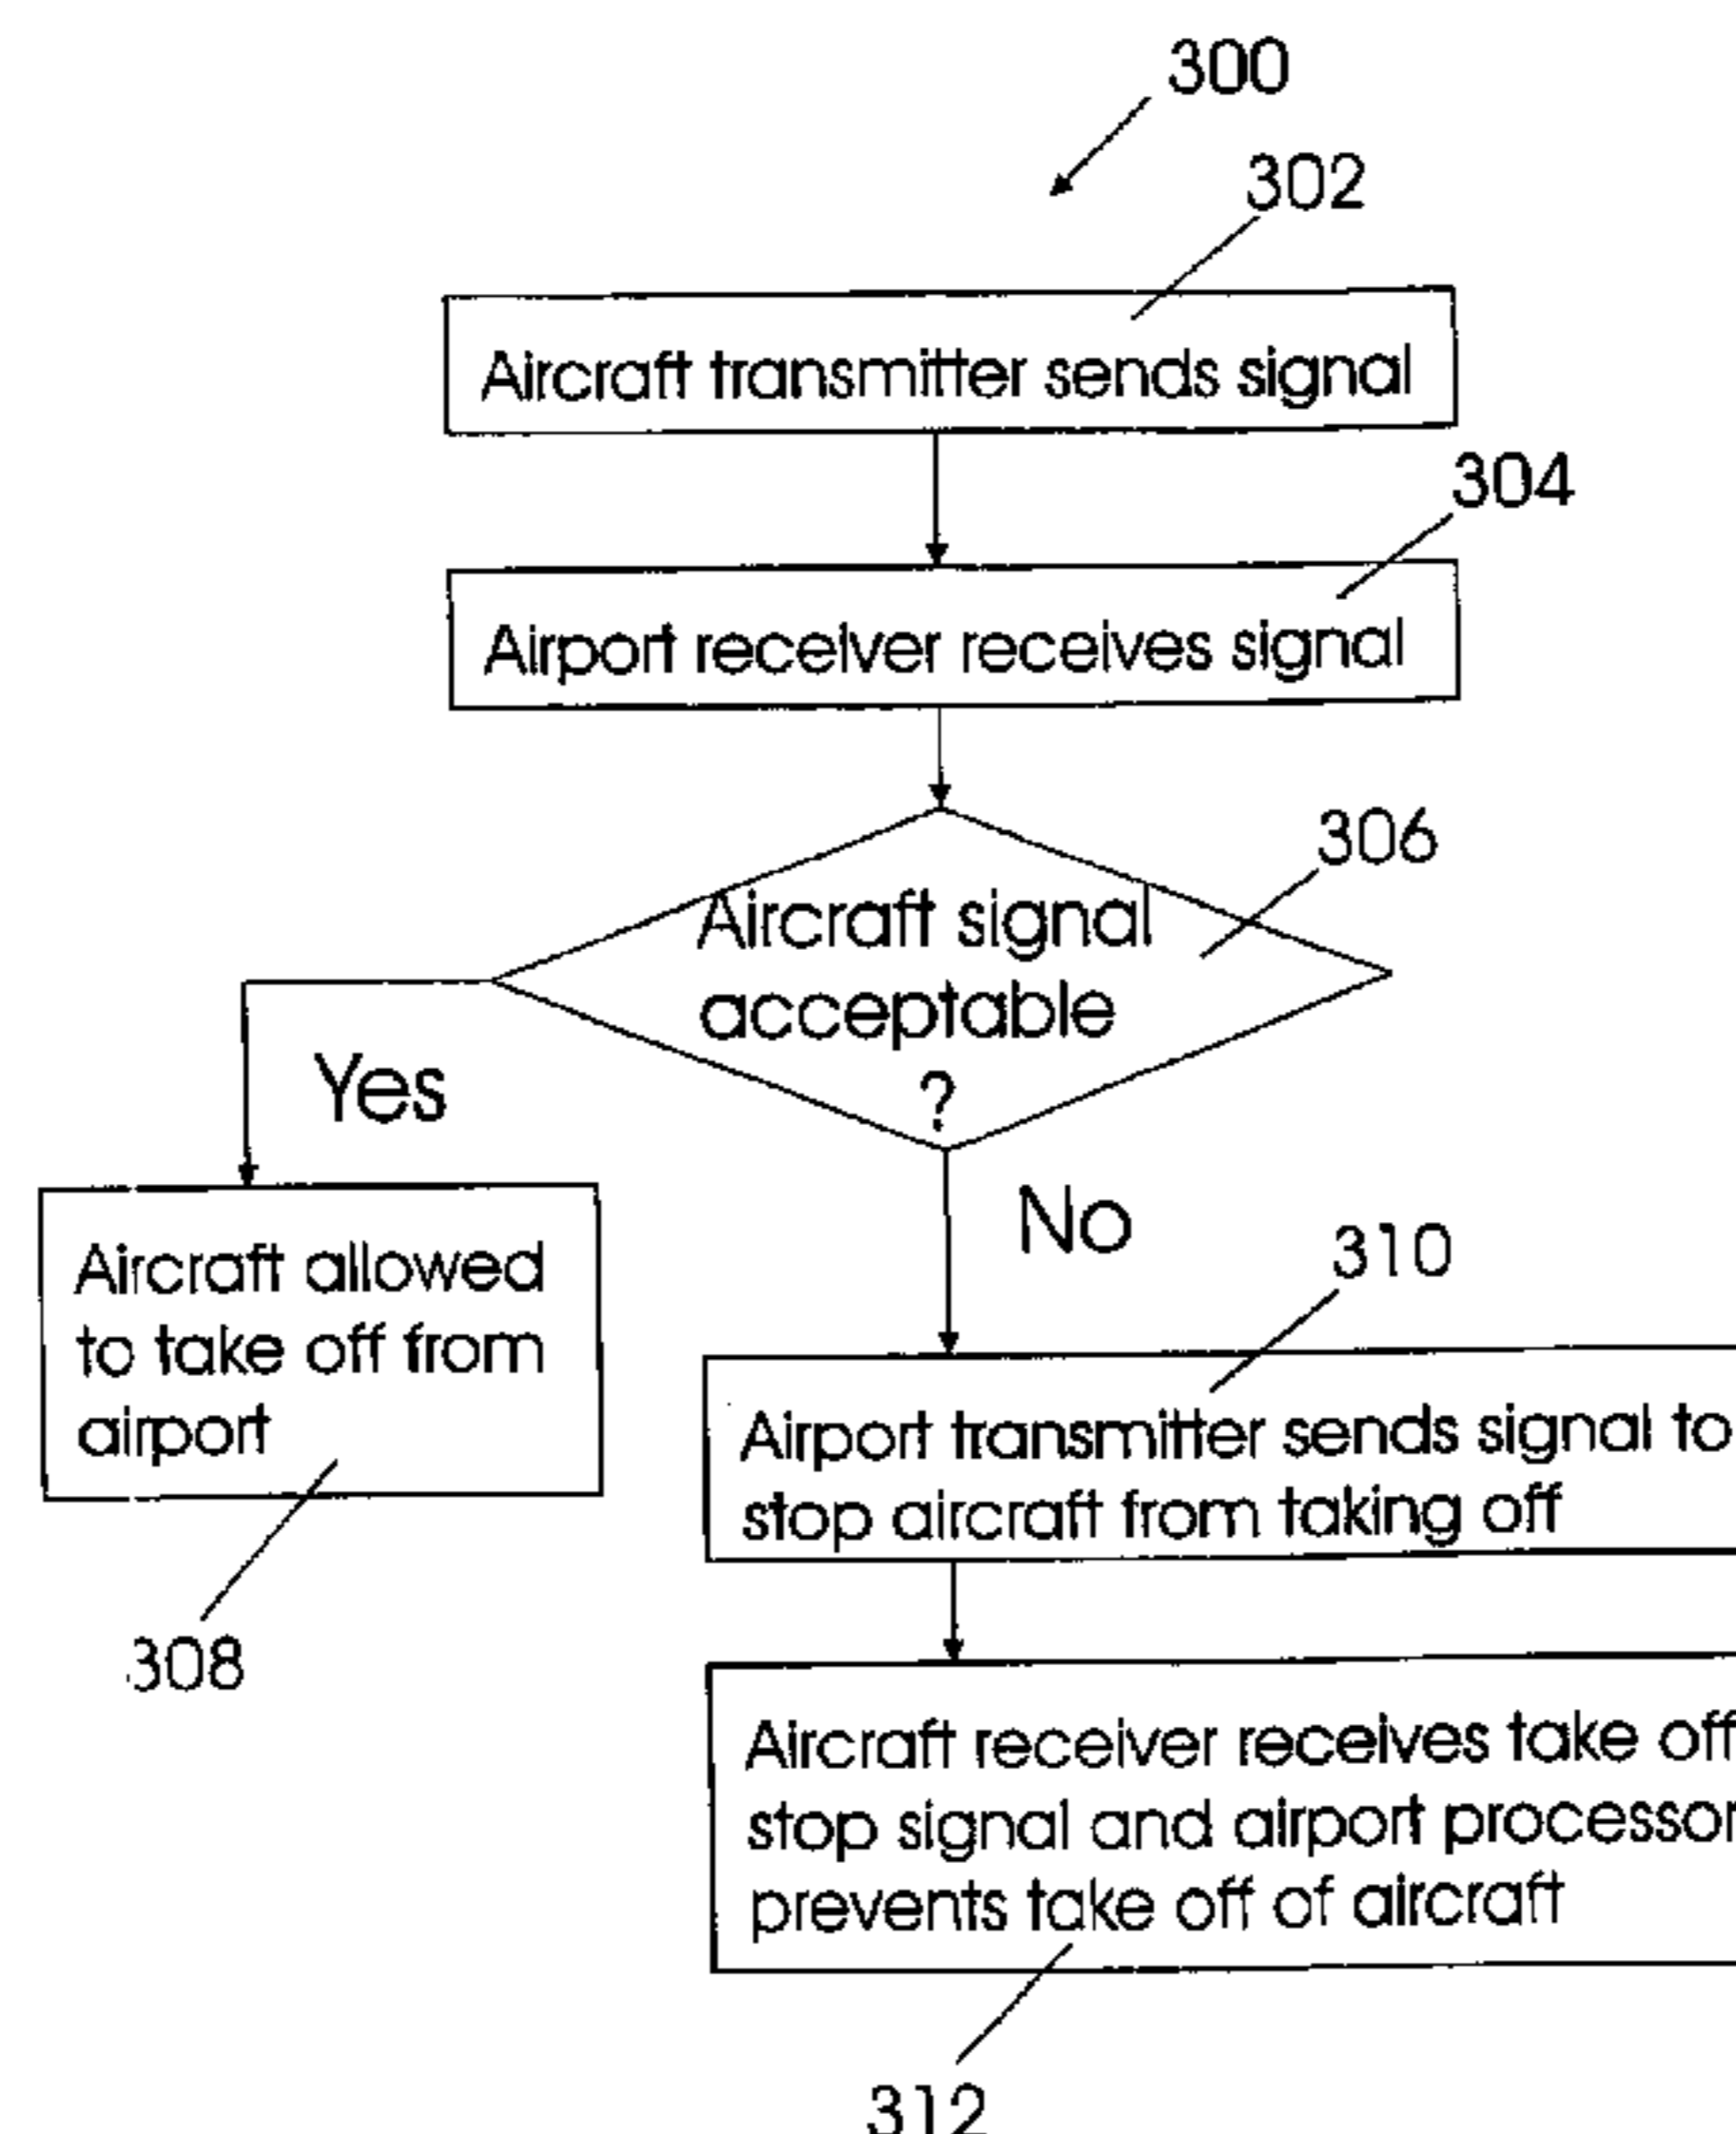 300
302
Aircraft transmitter sends signal
304
Airport receiver receives signal
306
Aircraft signal
acceptable
?
Yes
No
Aircraft allowed
to take off from
airport
308
310
Airport transmitter sends signal to
stop aircraft from taking off
Aircraft receiver receives take off
stop signal and airport processor
prevents take off of aircraft
312